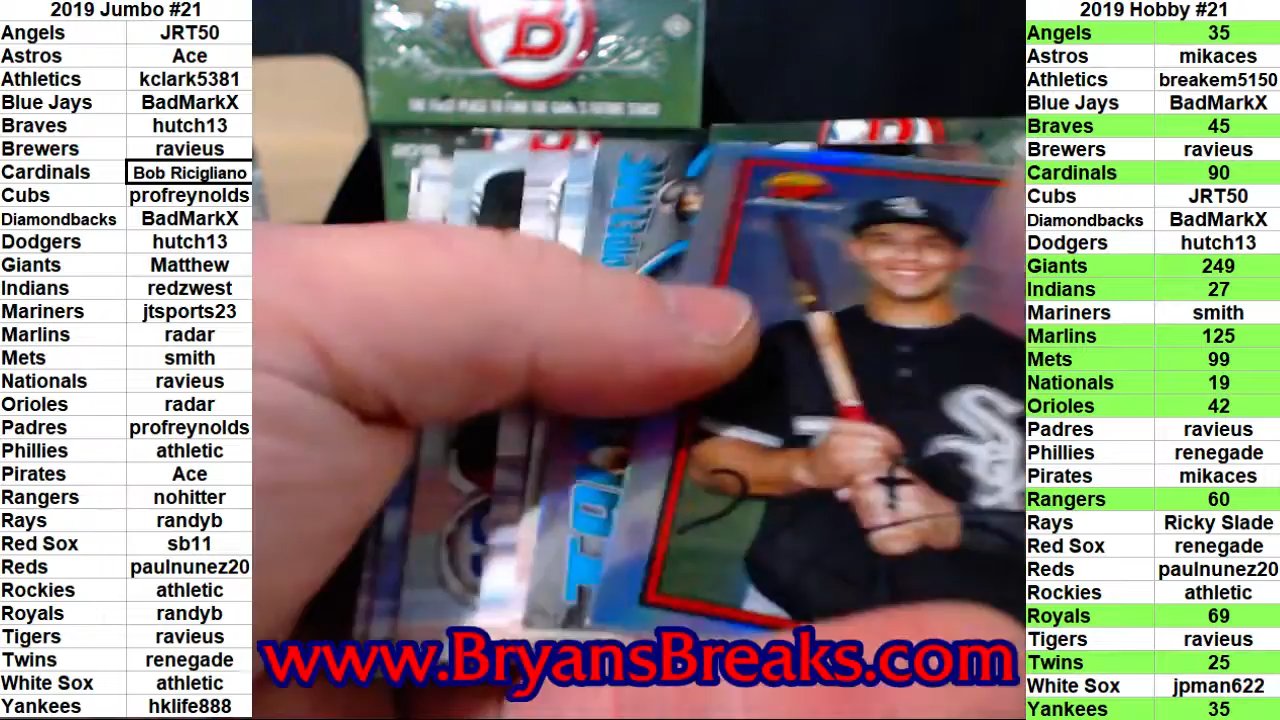 2019 Jumbo #21
Angels JRT50
Astros Ace
Athletics kclark5381
Blue Jays BadMarkX
Braves hutch13
Brewers ravieus
Cardinals Bob Ricigliano
Cubs profreynolds
Diamondbacks BadMarkX
Dodgers hutch13
Giants Matthew
Indians redzwest
Mariners jtsports23
Marlins radar
Mets smith
Nationals ravieus
Orioles radar
Padres profreynolds
Phillies athletic
Pirates Ace
Rangers nohitter
Rays randyb
Red Sox sb11
Reds paulnunez20
Rockies athletic
Royals randyb
Tigers ravieus
Twins renegade
White Sox athletic
Yankees hklife888
B
www.BryansBreaks.com
2019 Hobby #21
Angels 35
Astros mikaces
Athletics breakem5150
Blue Jays BadMarkX
Braves 45
Brewers ravieus
Cardinals 90
Cubs JRT50
Diamondbacks BadMarkX
Dodgers hutch13
Giants 249
Indians 27
Mariners smith
Marlins 125
Mets 99
Nationals 19
Orioles 42
Padres ravieus
Phillies renegade
Pirates mikaces
Rangers 60
Rays Ricky Slade
Red Sox renegade
Reds paulnunez20
Rockies athletic
Royals 69
Tigers ravieus
Twins 25
White Sox jpman622
Yankees 35